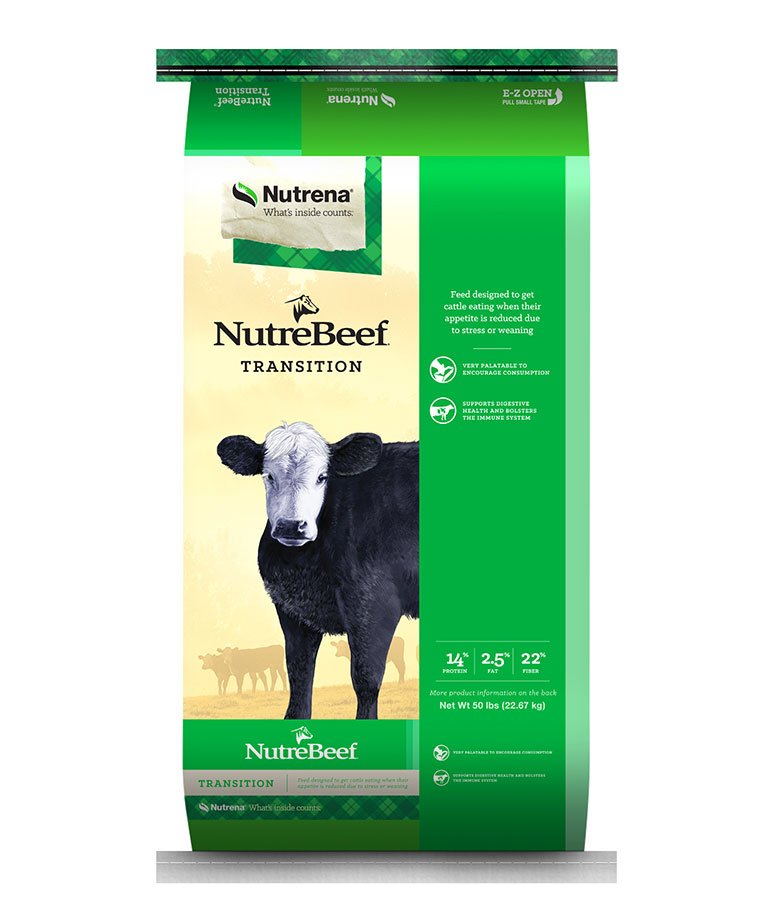 NutreBeef®
Transition
Nutrena®
What's inside counts.
E-Z OPEN
PULL SMALL TAPE
Nutrena®
What's inside counts.
NutreBeef®
TRANSITION
Feed designed to get
cattle eating when their
appetite is reduced due
to stress or weaning
VERY PALATABLE TO
ENCOURAGE CONSUMPTION
SUPPORTS DIGESTIVE
HEALTH AND BOLSTERS
THE IMMUNE SYSTEM
14% 2.5% 22%
PROTEIN FAT FIBER
More product information on the back
Net Wt 50 lbs (22.67 kg)
NutreBeef
TRANSITION
Feed designed to get cattle eating when their
appetite is reduced due to stress or weaning
Nutrena® What's inside counts.
VERY PALATABLE TO ENCOURAGE CONSUMPTION
SUPPORTS DIGESTIVE HEALTH AND BOLSTERS
THE IMMUNE SYSTEM